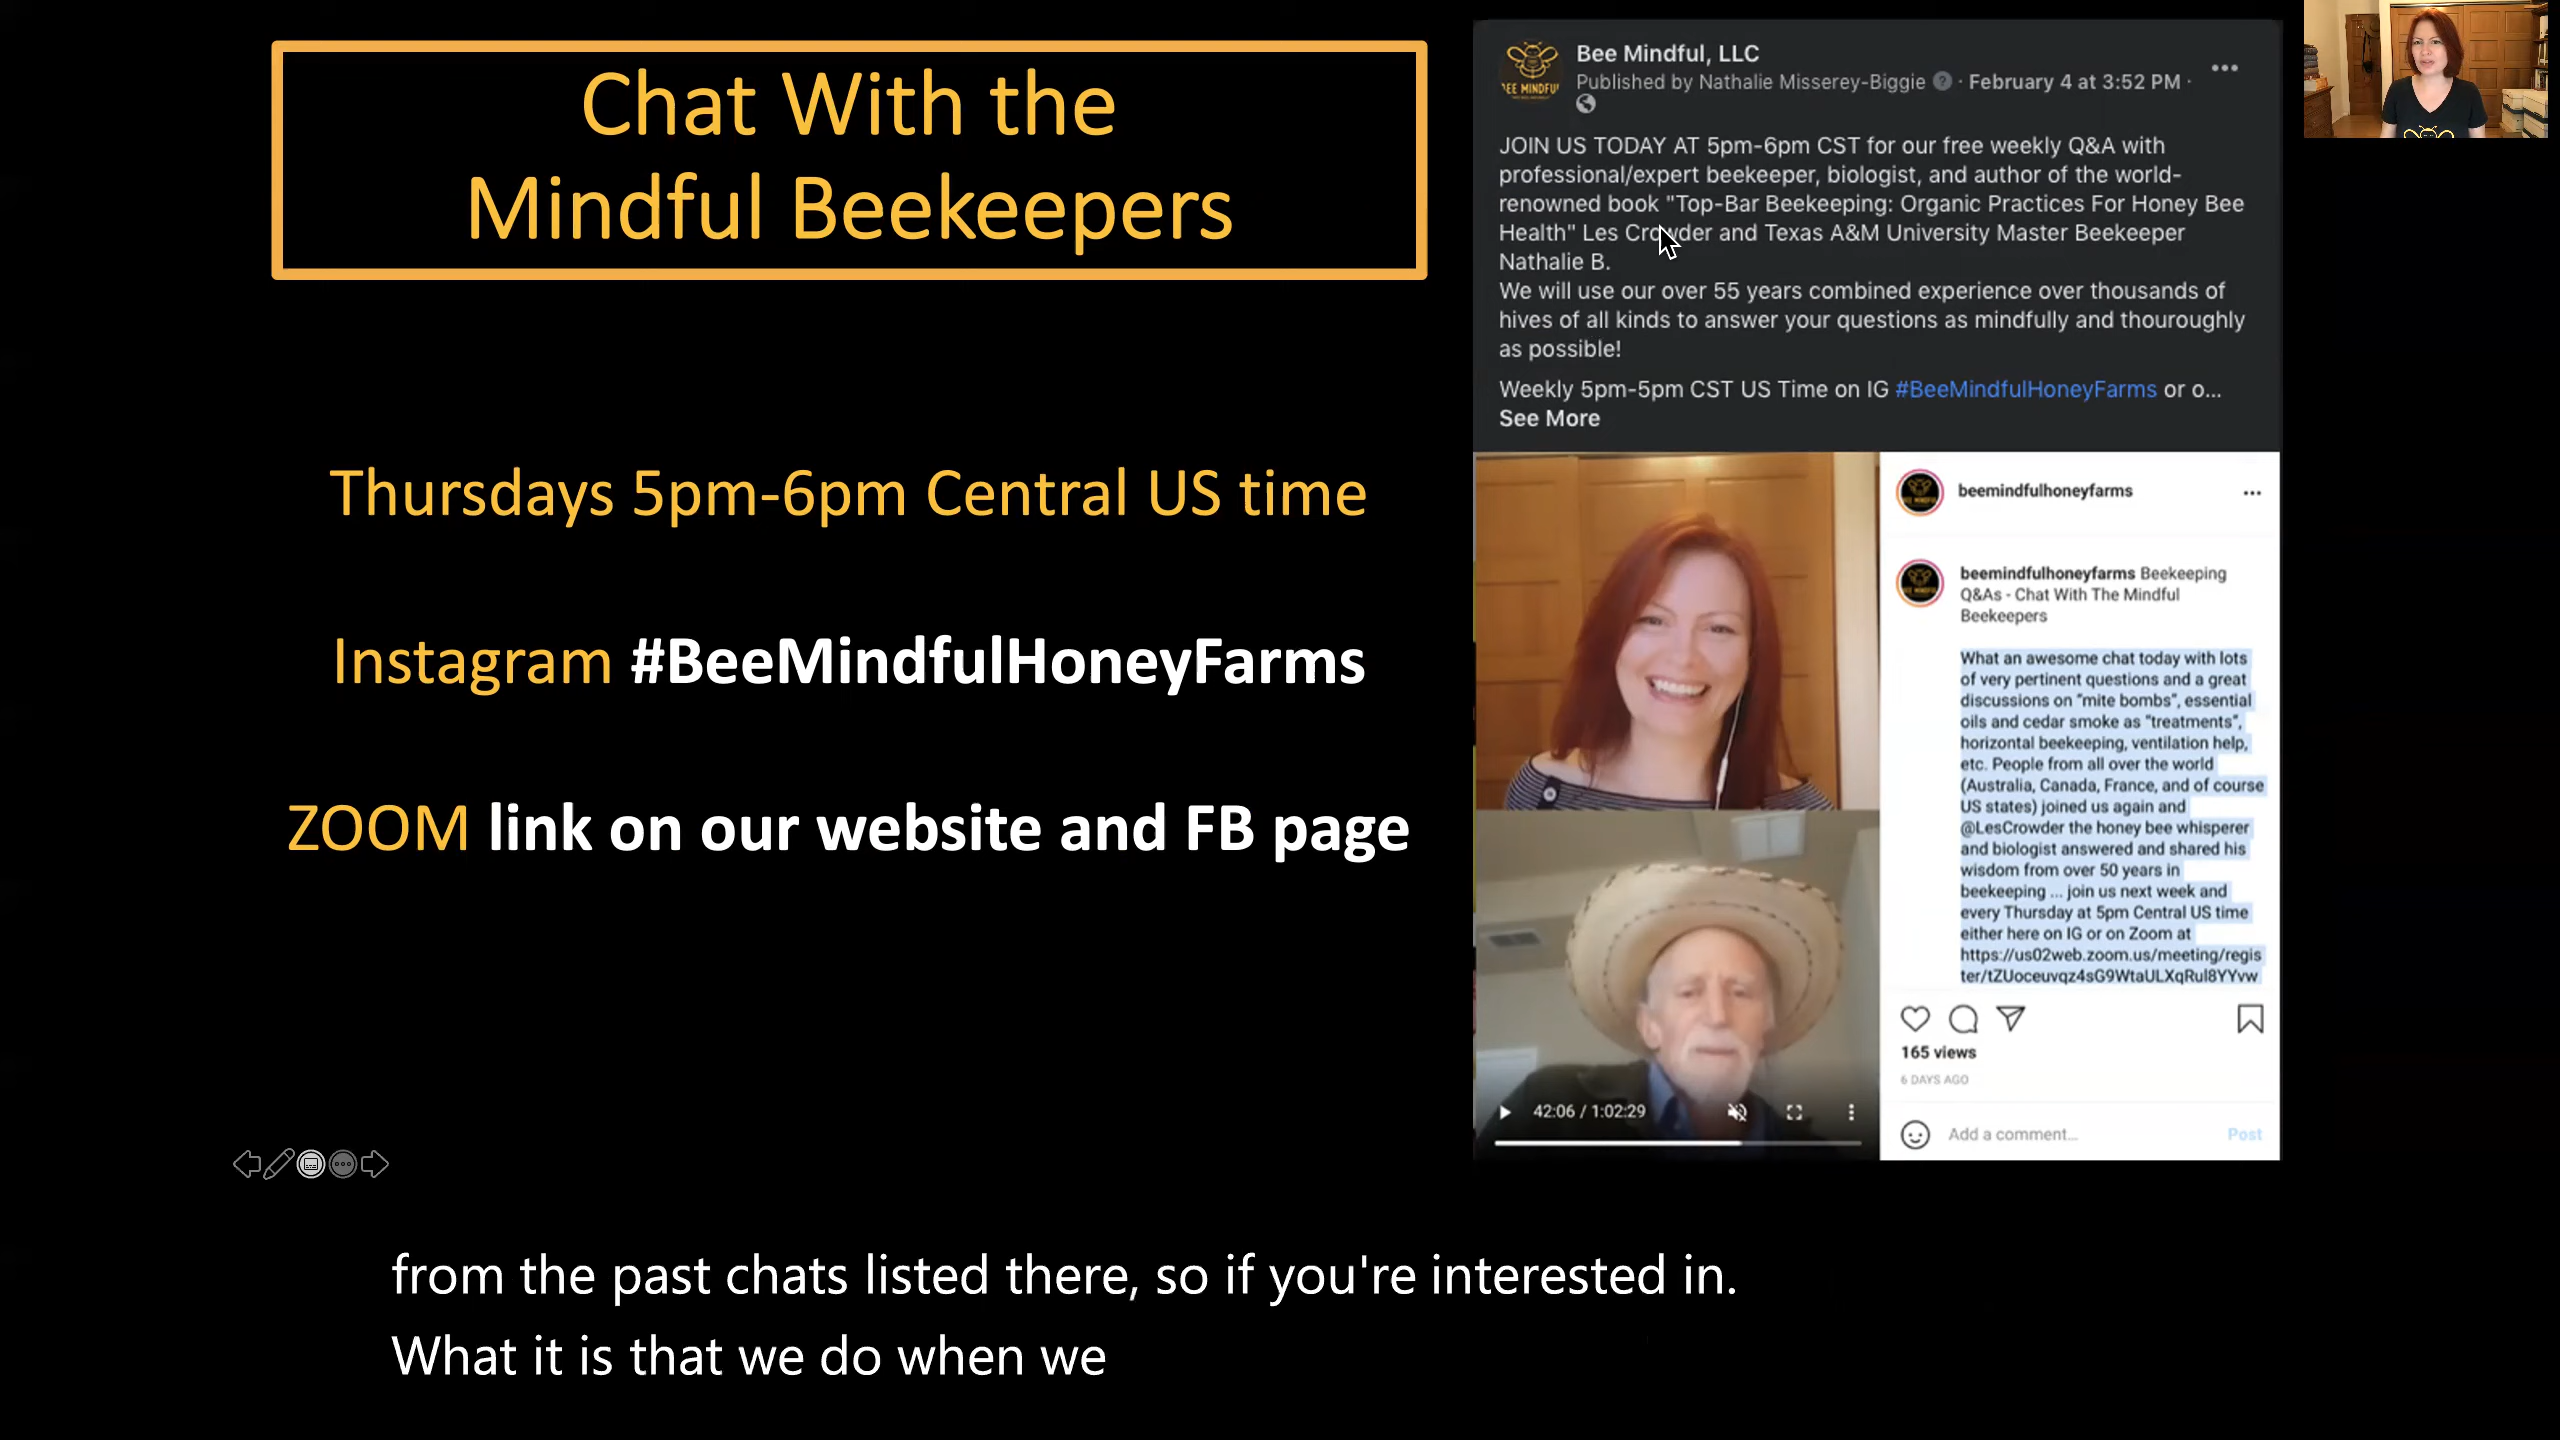 Chat With the
Mindful Beekeepers
Thursdays 5pm-6pm Central US time
Instagram #BeeMindfulHoneyFarms
ZOOM link on our website and FB page
Bee Mindful, LLC
Published by Nathalie Misserey-Biggie · February 4 at 3:52 PM ·
BEE MINDFUL
JOIN US TODAY AT 5pm-6pm CST for our free weekly Q&A with
professional/expert beekeeper, biologist, and author of the world-
renowned book "Top-Bar Beekeeping: Organic Practices For Honey Bee
Health" Les Crowder and Texas A&M University Master Beekeeper
Nathalie B.
We will use our over 55 years combined experience over thousands of
hives of all kinds to answer your questions as mindfully and thouroughly
as possible!
Weekly 5pm-5pm CST US Time on IG #BeeMindfulHoneyFarms or o...
See More
beemindfulhoneyfarms
beemindfulhoneyfarms Beekeeping
Q&As - Chat With The Mindful
Beekeepers
What an awesome chat today with lots
of very pertinent questions and a great
discussions on "mite bombs", essential
oils and cedar smoke as "treatments",
horizontal beekeeping, ventilation help,
etc. People from all over the world
(Australia, Canada, France, and of course
US states) joined us again and
@LesCrowder the honey bee whisperer
and biologist answered and shared his
wisdom from over 50 years in
beekeeping ... join us next week and
every Thursday at 5pm Central US time
either here on IG or on Zoom at
https://us02web.zoom.us/meeting/regis
ter/tZUoceuvqz4sG9WtaULXqRul8YYvw
165 views
6 DAYS AGO
Add a comment... Post
42:06 / 1:02:29
from the past chats listed there, so if you're interested in.
What it is that we do when we